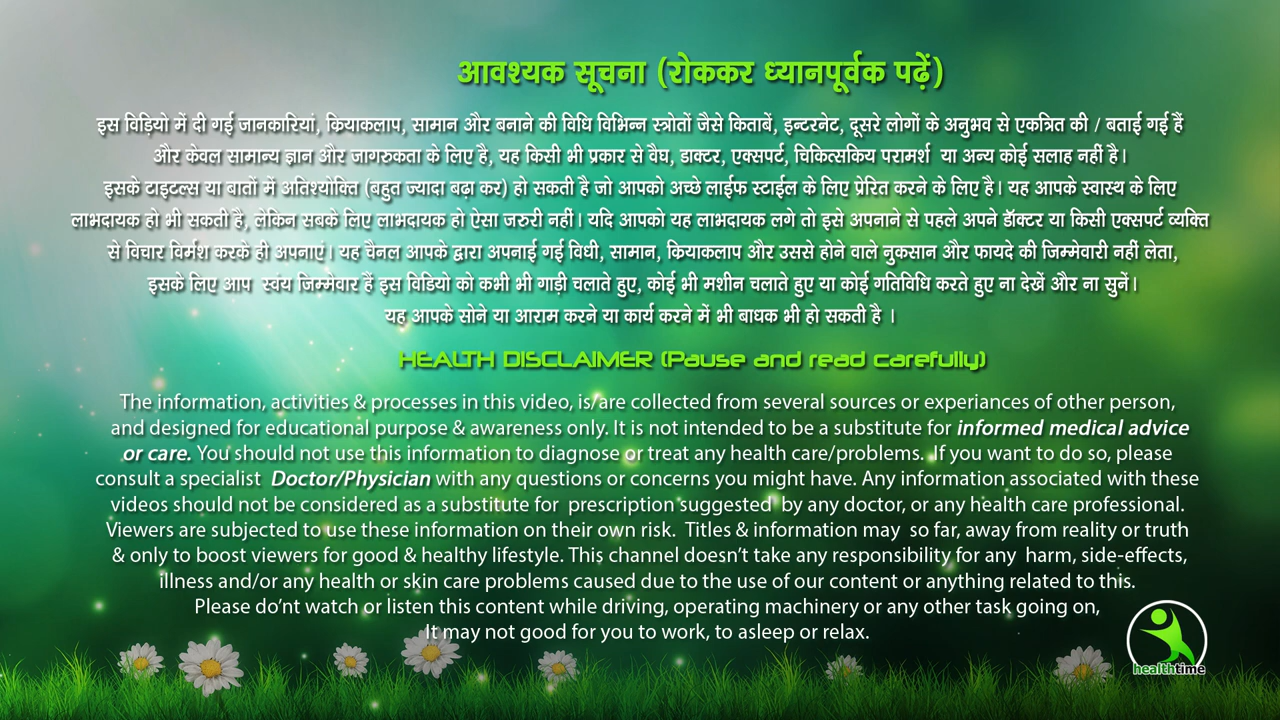 आवश्यक सूचना (रोककर ध्यानपूर्वक पढ़ें)
इस विड़ियो में दी गई जानकारियां, क्रियाकलाप, सामान और बनाने की विधि विभिन्न स्त्रोतों जैसे किताबें, इन्टरनेट, दूसरे लोगों के अनुभव से एकत्रित की / बताई गई हैं
और केवल सामान्य ज्ञान और जागरुकता के लिए है, यह किसी भी प्रकार से वैघ, डाक्टर, एक्सपर्ट, चिकित्सकिय परामर्श या अन्य कोई सलाह नहीं है।
इसके टाइटल्स या बातों में अतिश्योक्ति (बहुत ज्यादा बढ़ा कर) हो सकती है जो आपको अच्छे लाईफ स्टाईल के लिए प्रेरित करने के लिए है। यह आपके स्वास्थ के लिए
लाभदायक हो भी सकती है, लेकिन सबके लिए लाभदायक हो ऐसा जरुरी नहीं। यदि आपको यह लाभदायक लगे तो इसे अपनाने से पहले अपने डॅाक्टर या किसी एक्सपर्ट व्यक्ति
से विचार विर्मश करके ही अपनाएं। यह चैनल आपके द्वारा अपनाई गई विधी, सामान, क्रियाकलाप और उससे होने वाले नुकसान और फायदे की जिम्मेवारी नहीं लेता,
इसके लिए आप स्वंय जिम्मेवार हैं इस विडियो को कभी भी गाड़ी चलाते हुए, कोई भी मशीन चलाते हुए या कोई गतिविधि करते हुए ना देखें और ना सुनें।
यह आपके सोने या आराम करने या कार्य करने में भी बाधक भी हो सकती है ।
HEALTH DISCLAIMER (Pause and read carefully)
The information, activities & processes in this video, is/are collected from several sources or experiances of other person,
and designed for educational purpose & awareness only. It is not intended to be a substitute for informed medical advice
or care. You should not use this information to diagnose or treat any health care/problems. If you want to do so, please
consult a specialist Doctor/Physician with any questions or concerns you might have. Any information associated with these
videos should not be considered as a substitute for prescription suggested by any doctor, or any health care professional.
Viewers are subjected to use these information on their own risk. Titles & information may so far, away from reality or truth
& only to boost viewers for good & healthy lifestyle. This channel doesn't take any responsibility for any harm, side-effects,
illness and/or any health or skin care problems caused due to the use of our content or anything related to this.
Please do'nt watch or listen this content while driving, operating machinery or any other task going on,
It may not good for you to work, to asleep or relax.
healthtime